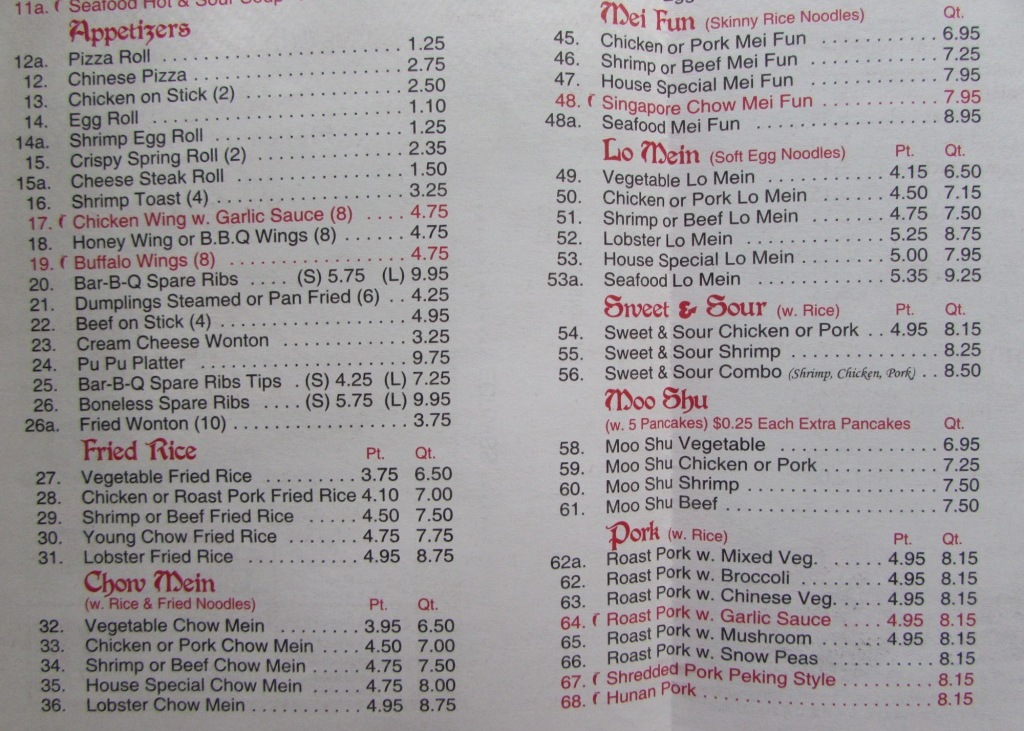 11a. Seafood Hot & Sour Soup
Appetizers
12a. Pizza Roll 1.25
12. Chinese Pizza 2.75
13. Chicken on Stick (2) 2.50
14. Egg Roll 1.10
14a. Shrimp Egg Roll 1.25
15. Crispy Spring Roll (2) 2.35
15a. Cheese Steak Roll 1.50
16. Shrimp Toast (4) 3.25
17. Chicken Wing w. Garlic Sauce (8) 4.75
18. Honey Wing or B.B.Q Wings (8) 4.75
19. Buffalo Wings (8) 4.75
20. Bar-B-Q Spare Ribs (S) 5.75 (L) 9.95
21. Dumplings Steamed or Pan Fried (6) 4.25
22. Beef on Stick (4) 4.95
23. Cream Cheese Wonton 3.25
24. Pu Pu Platter 9.75
25. Bar-B-Q Spare Ribs Tips (S) 4.25 (L) 7.25
26. Boneless Spare Ribs (S) 5.75 (L) 9.95
26a. Fried Wonton (10) 3.75
Fried Rice Pt. Qt.
27. Vegetable Fried Rice 3.75 6.50
28. Chicken or Roast Pork Fried Rice 4.10 7.00
29. Shrimp or Beef Fried Rice 4.50 7.50
30. Young Chow Fried Rice 4.75 7.75
31. Lobster Fried Rice 4.95 8.75
Chow Mein
(w. Rice & Fried Noodles) Pt. Qt.
32. Vegetable Chow Mein 3.95 6.50
33. Chicken or Pork Chow Mein 4.50 7.00
34. Shrimp or Beef Chow Mein 4.75 7.50
35. House Special Chow Mein 4.75 8.00
36. Lobster Chow Mein 4.95 8.75
Mei Fun (Skinny Rice Noodles) Qt.
45. Chicken or Pork Mei Fun 6.95
46. Shrimp or Beef Mei Fun 7.25
47. House Special Mei Fun 7.95
48. Singapore Chow Mei Fun 7.95
48a. Seafood Mei Fun 8.95
Lo Mein (Soft Egg Noodles) Pt. Qt.
49. Vegetable Lo Mein 4.15 6.50
50. Chicken or Pork Lo Mein 4.50 7.15
51. Shrimp or Beef Lo Mein 4.75 7.50
52. Lobster Lo Mein 5.25 8.75
53. House Special Lo Mein 5.00 7.95
53a. Seafood Lo Mein 5.35 9.25
Sweet & Sour (w. Rice) Pt. Qt.
54. Sweet & Sour Chicken or Pork 4.95 8.15
55. Sweet & Sour Shrimp 8.25
56. Sweet & Sour Combo (Shrimp, Chicken, Pork) 8.50
Moo Shu
(w. 5 Pancakes) $0.25 Each Extra Pancakes Qt.
58. Moo Shu Vegetable 6.95
59. Moo Shu Chicken or Pork 7.25
60. Moo Shu Shrimp 7.50
61. Moo Shu Beef 7.50
Pork (w. Rice) Pt. Qt.
62a. Roast Pork w. Mixed Veg. 4.95 8.15
62. Roast Pork w. Broccoli 4.95 8.15
63. Roast Pork w. Chinese Veg. 4.95 8.15
64. Roast Pork w. Garlic Sauce 4.95 8.15
65. Roast Pork w. Mushroom 4.95 8.15
66. Roast Pork w. Snow Peas 8.15
67. Shredded Pork Peking Style 8.15
68. Hunan Pork 8.15